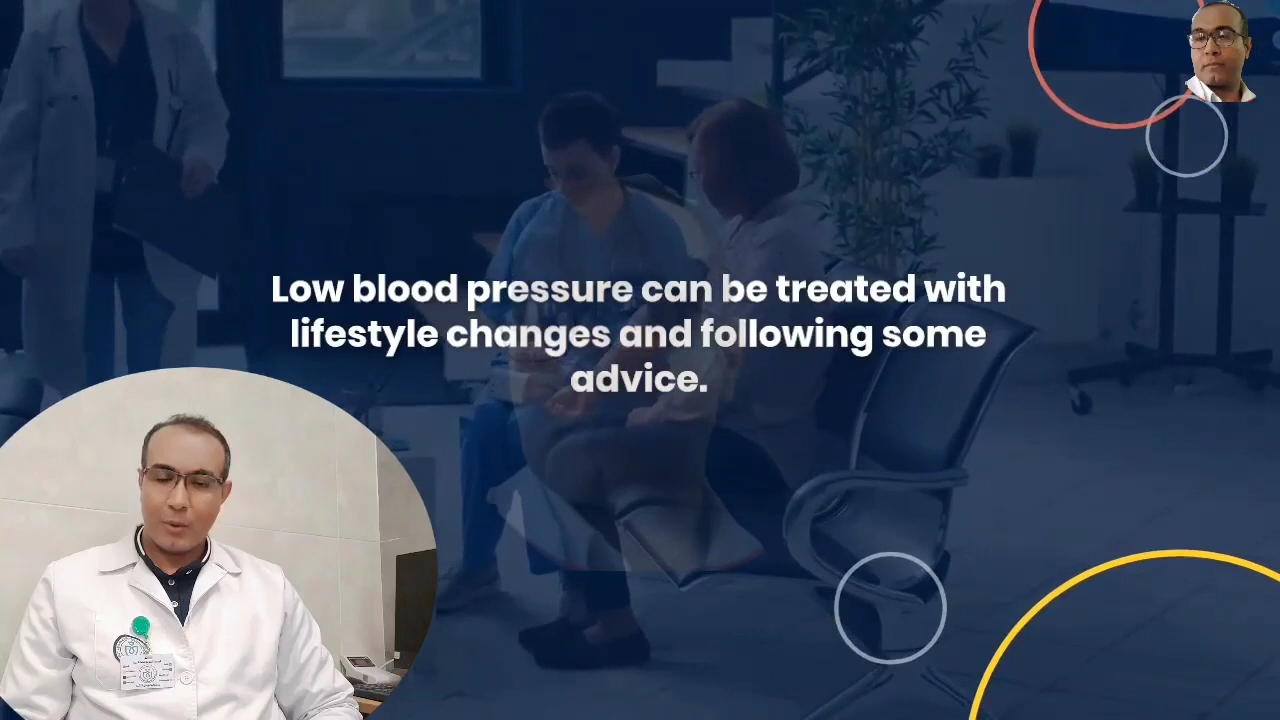 Low blood pressure can be treated with
lifestyle changes and following some
advice.